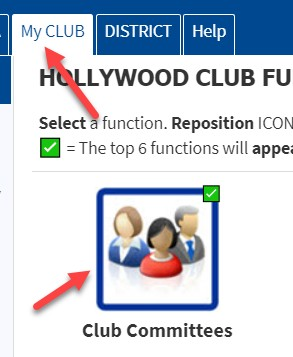 My CLUB DISTRICT Help
HOLLYWOOD CLUB FU
Select a function. Reposition ICON
= The top 6 functions will appea
Club Committees